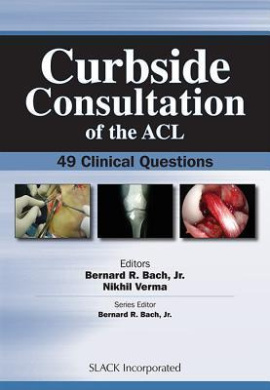 Curbside
Consultation
of the ACL
49 Clinical Questions
Editors
Bernard R. Bach, Jr.
Nikhil Verma
Series Editor
Bernard R. Bach, Jr.
SLACK Incorporated